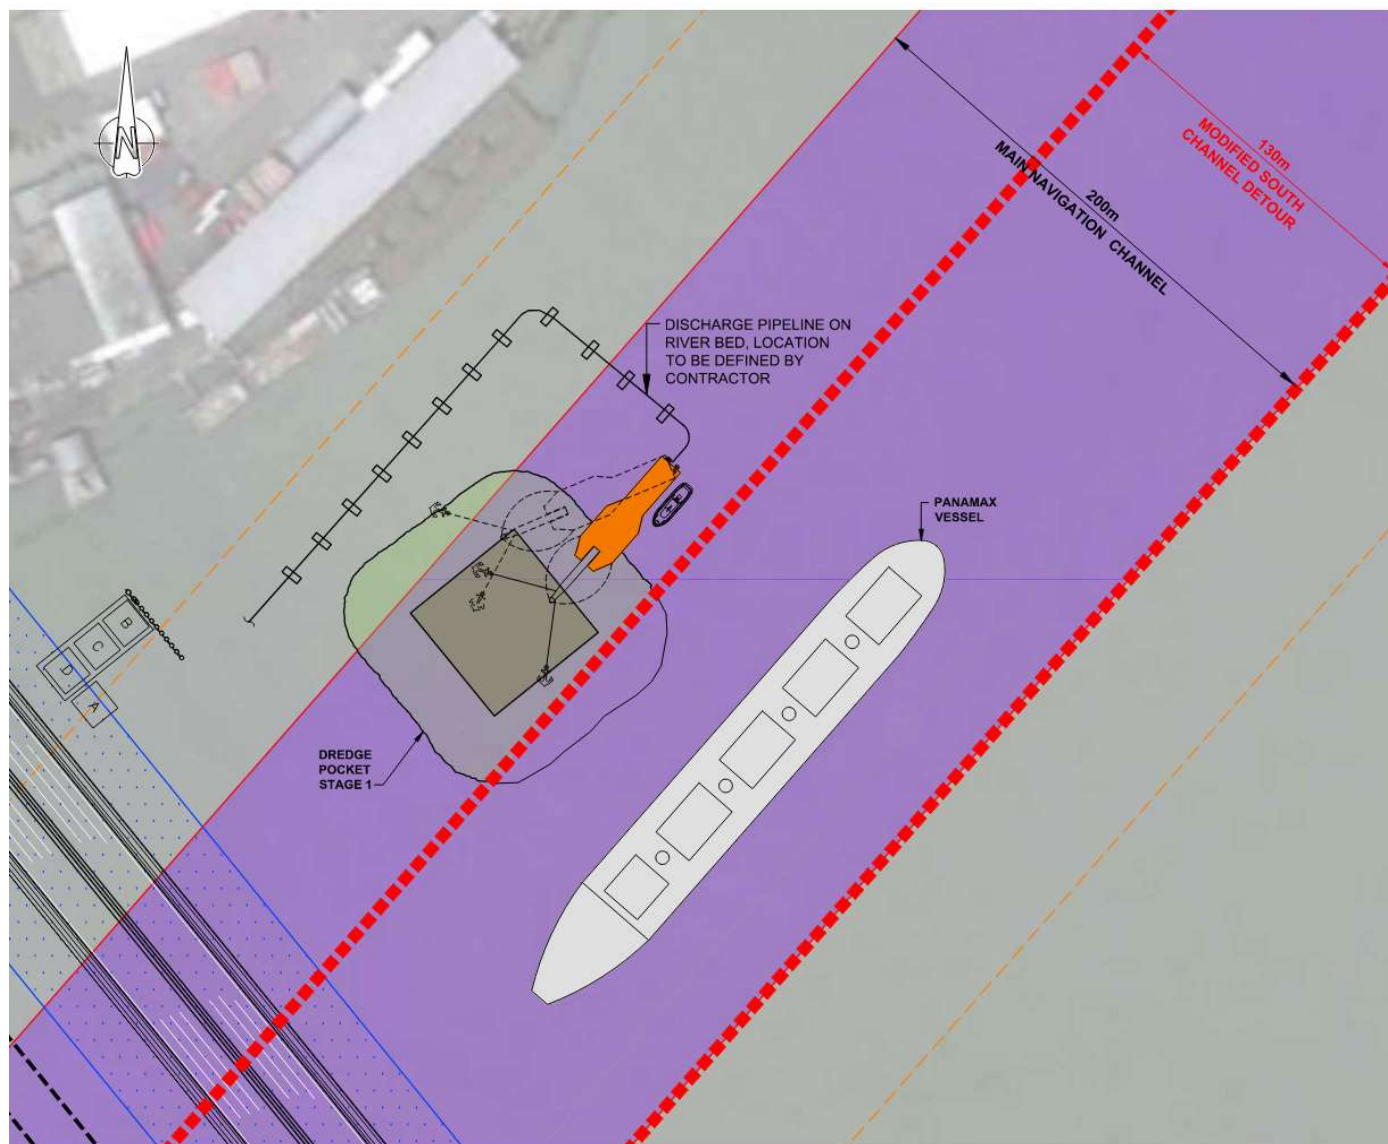 N
130m
MODIFIED SOUTH
CHANNEL DETOUR
200m
MAIN NAVIGATION CHANNEL
DISCHARGE PIPELINE ON
RIVER BED, LOCATION
TO BE DEFINED BY
CONTRACTOR
PANAMAX
VESSEL
B
C
D
A
DREDGE
POCKET
STAGE 1